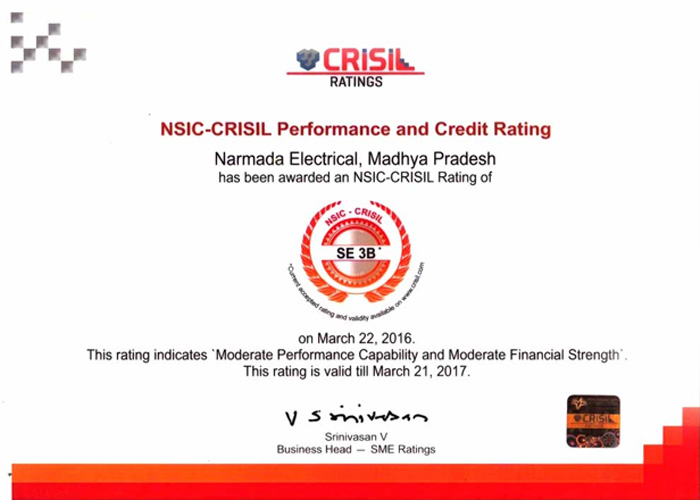 CRISIL
RATINGS
NSIC-CRISIL Performance and Credit Rating
Narmada Electrical, Madhya Pradesh
has been awarded an NSIC-CRISIL Rating of
NSIC - CRISIL
SE 3B*
*Current accepted rating and validity available on www.crisil.com
on March 22, 2016.
This rating indicates `Moderate Performance Capability and Moderate Financial Strength`.
This rating is valid till March 21, 2017.
V Srinivasan
Srinivasan V
Business Head — SME Ratings
CRISIL